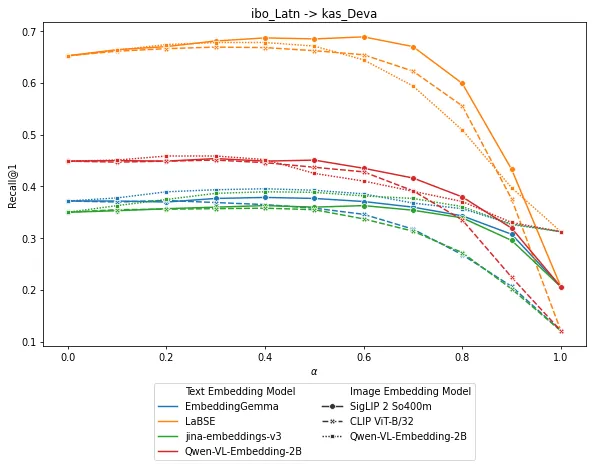 ibo_Latn -> kas_Deva
0.7
0.6
0.5
0.4
0.3
0.2
0.1
Recall@1
0.0 0.2 0.4 0.6 0.8 1.0
α
Text Embedding Model
EmbeddingGemma
LaBSE
jina-embeddings-v3
Qwen-VL-Embedding-2B
Image Embedding Model
SigLIP 2 So400m
CLIP ViT-B/32
Qwen-VL-Embedding-2B